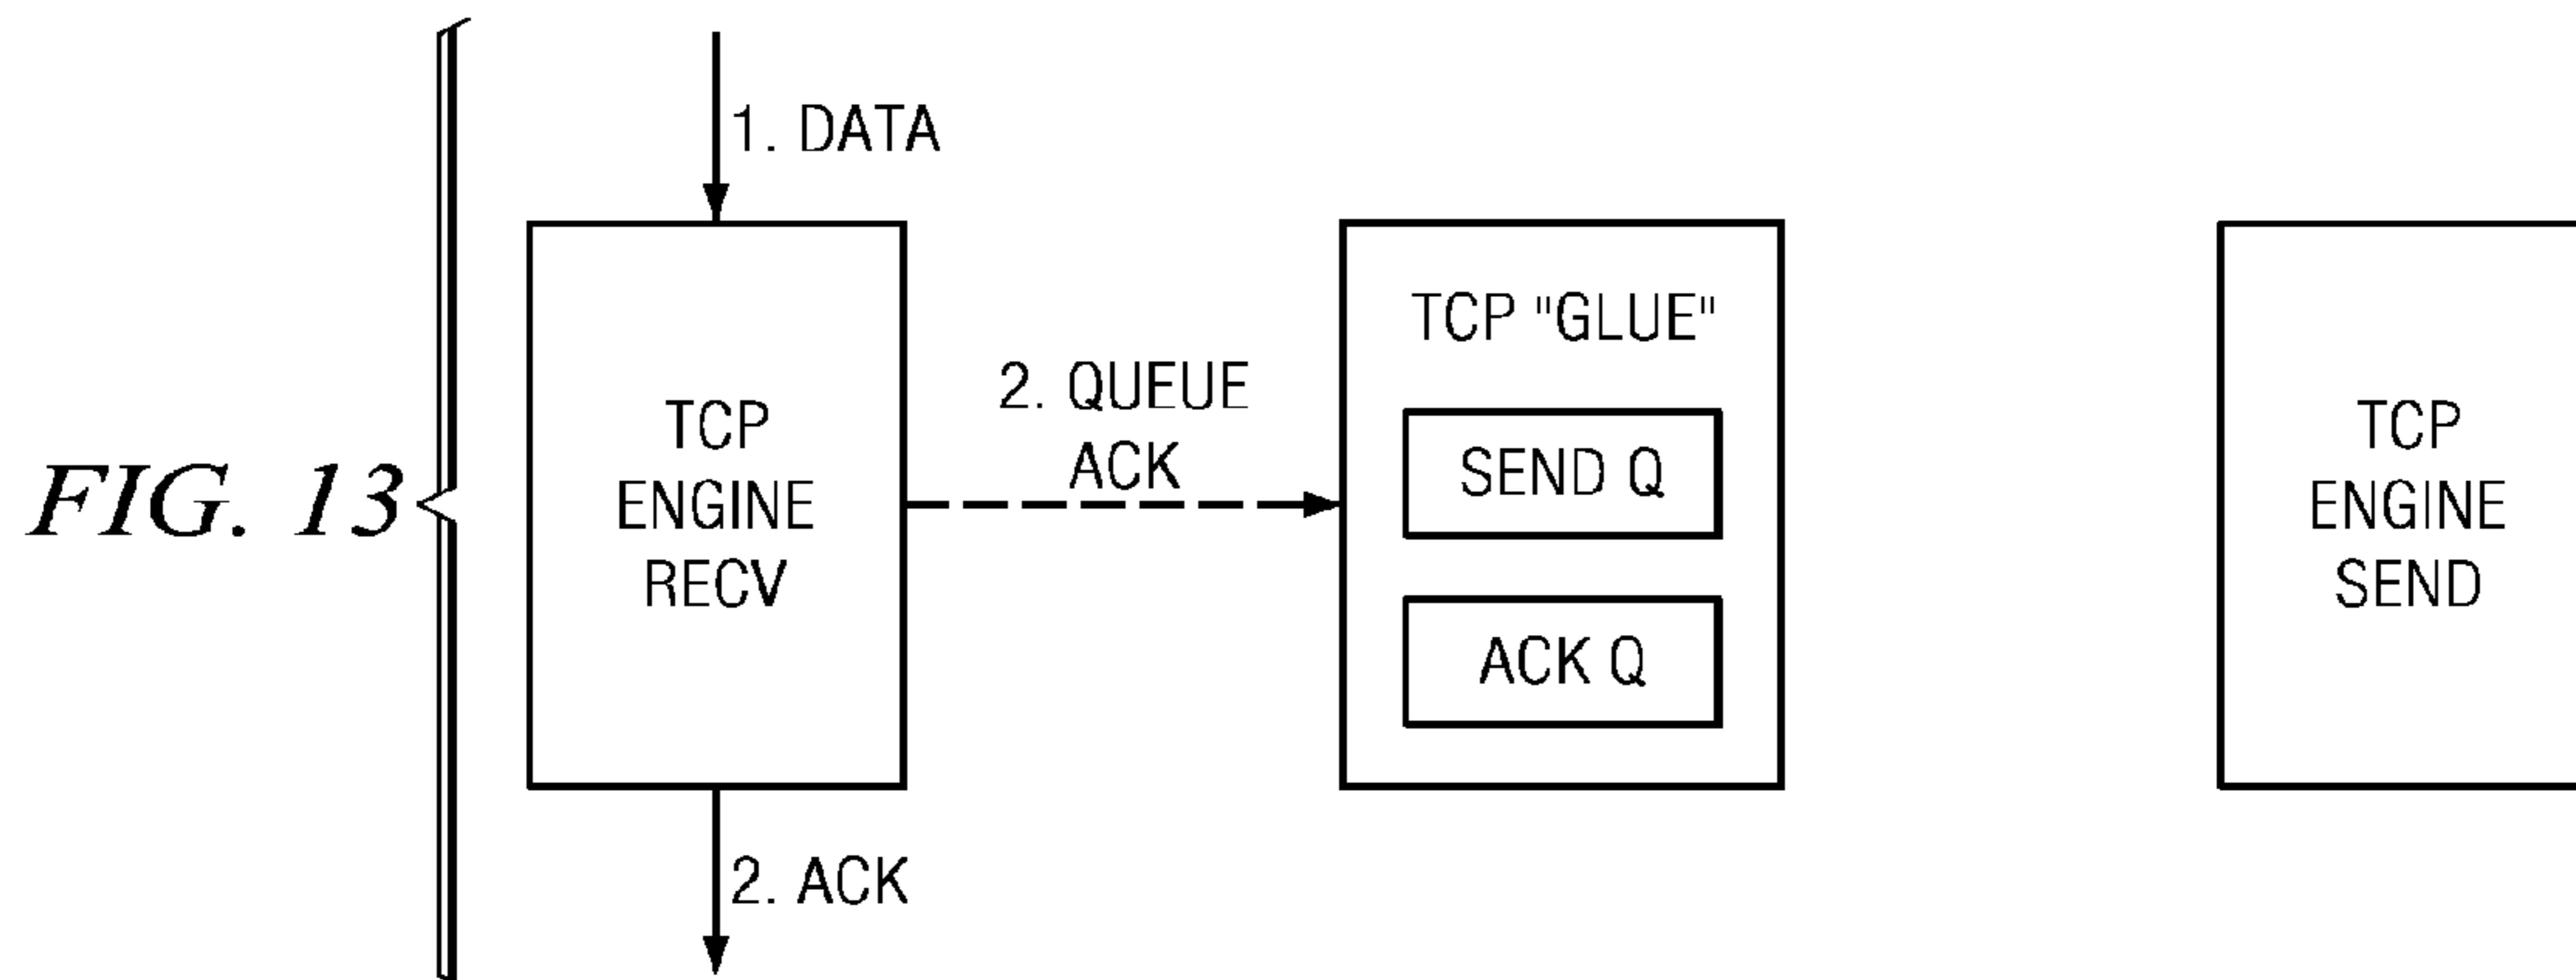 FIG. 13
1. DATA
TCP
ENGINE
RECV
2. ACK
2. QUEUE
ACK
TCP "GLUE"
SEND Q
ACK Q
TCP
ENGINE
SEND